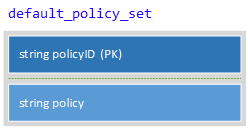 default_policy_set
string policyID (PK)
string policy